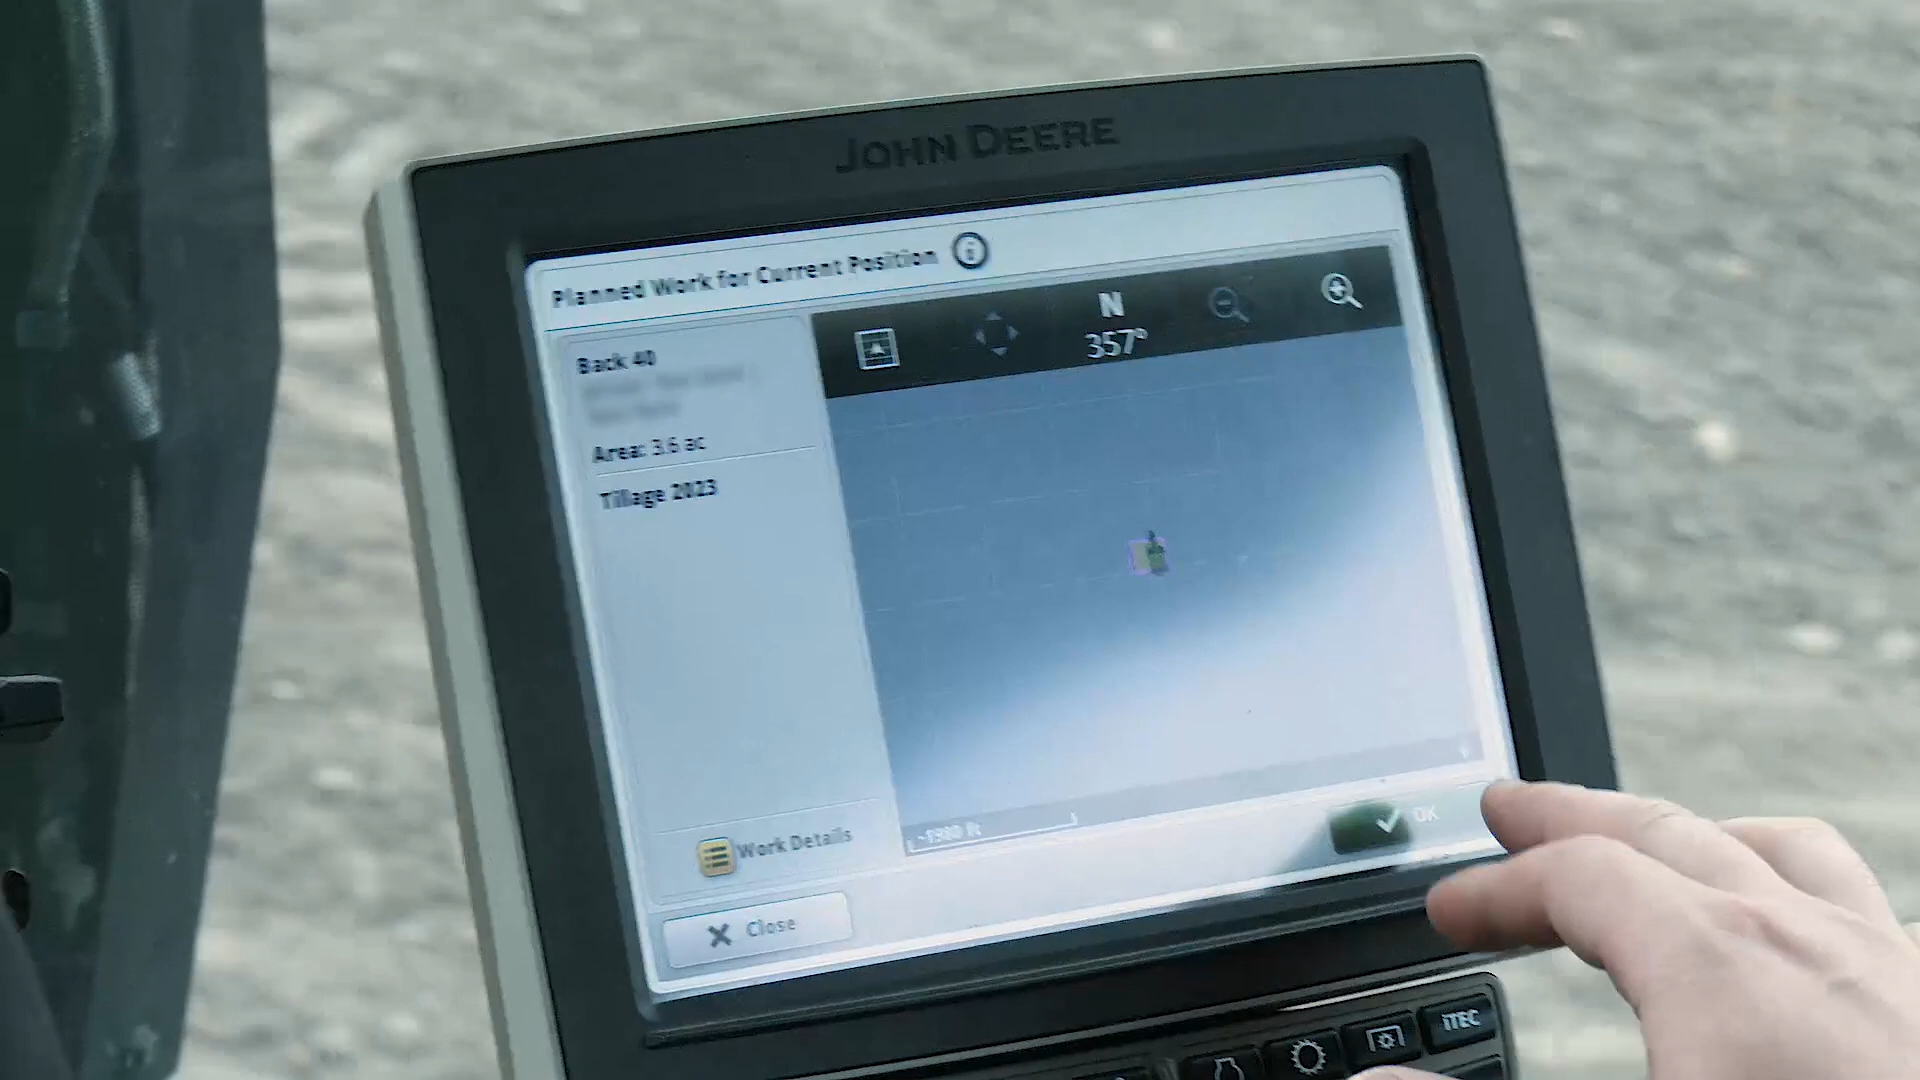 JOHN DEERE
Planned Work for Current Position
Back 40
Area: 3.6 ac
Tillage 2023
N
357°
Work Details
OK
Close
iTEC